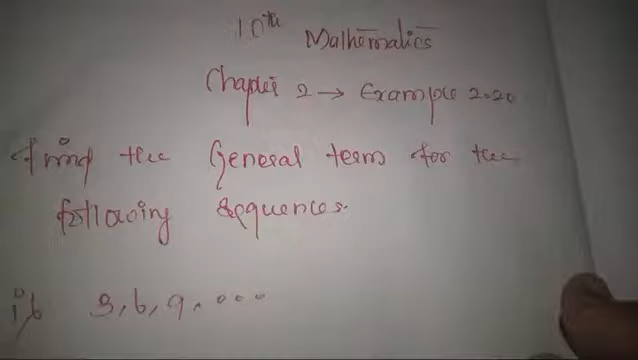 10th Mathematics
Chapter 2 → Example 2.20
Find the General term for the
following sequences.
i) 3, 6, 9, ...